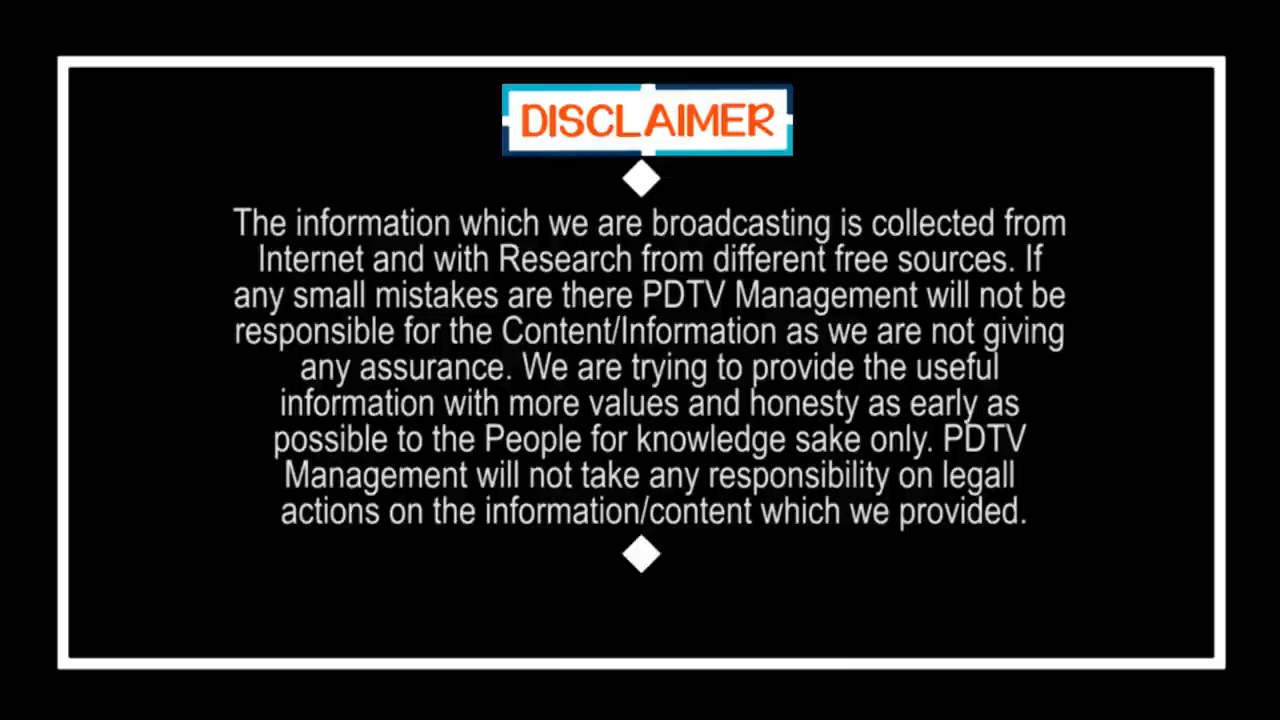 DISCLAIMER
The information which we are broadcasting is collected from
Internet and with Research from different free sources. If
any small mistakes are there PDTV Management will not be
responsible for the Content/Information as we are not giving
any assurance. We are trying to provide the useful
information with more values and honesty as early as
possible to the People for knowledge sake only. PDTV
Management will not take any responsibility on legall
actions on the information/content which we provided.